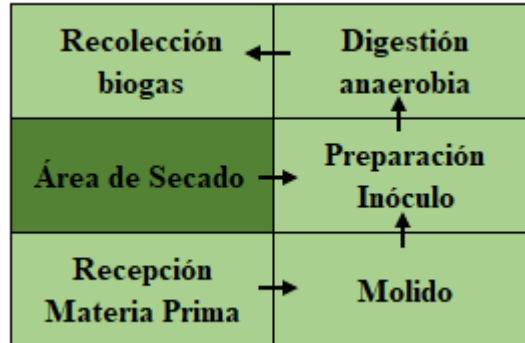 Recolección
biogas
Digestión
anaerobia
Área de Secado
Preparación
Inóculo
Recepción
Materia Prima
Molido